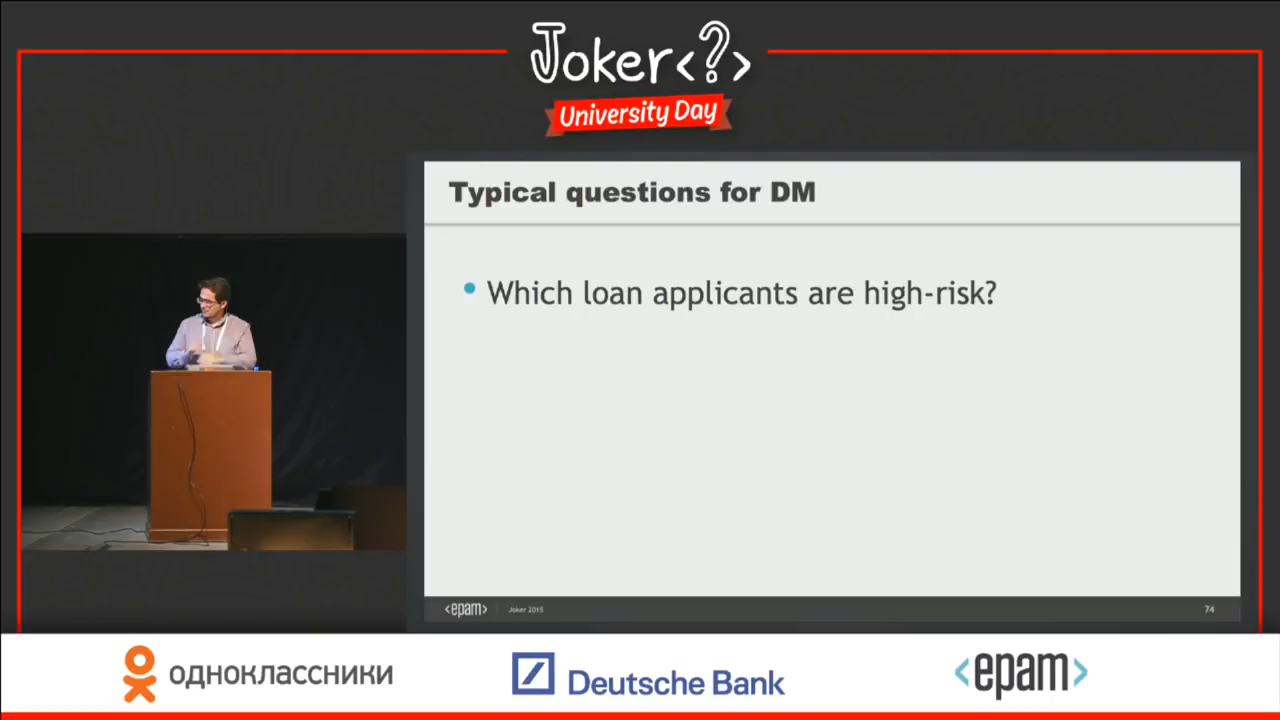 Joker<?>
University Day
Typical questions for DM
• Which loan applicants are high-risk?
<epam> | Joker 2015
74
одноклассники
Deutsche Bank
<epam>